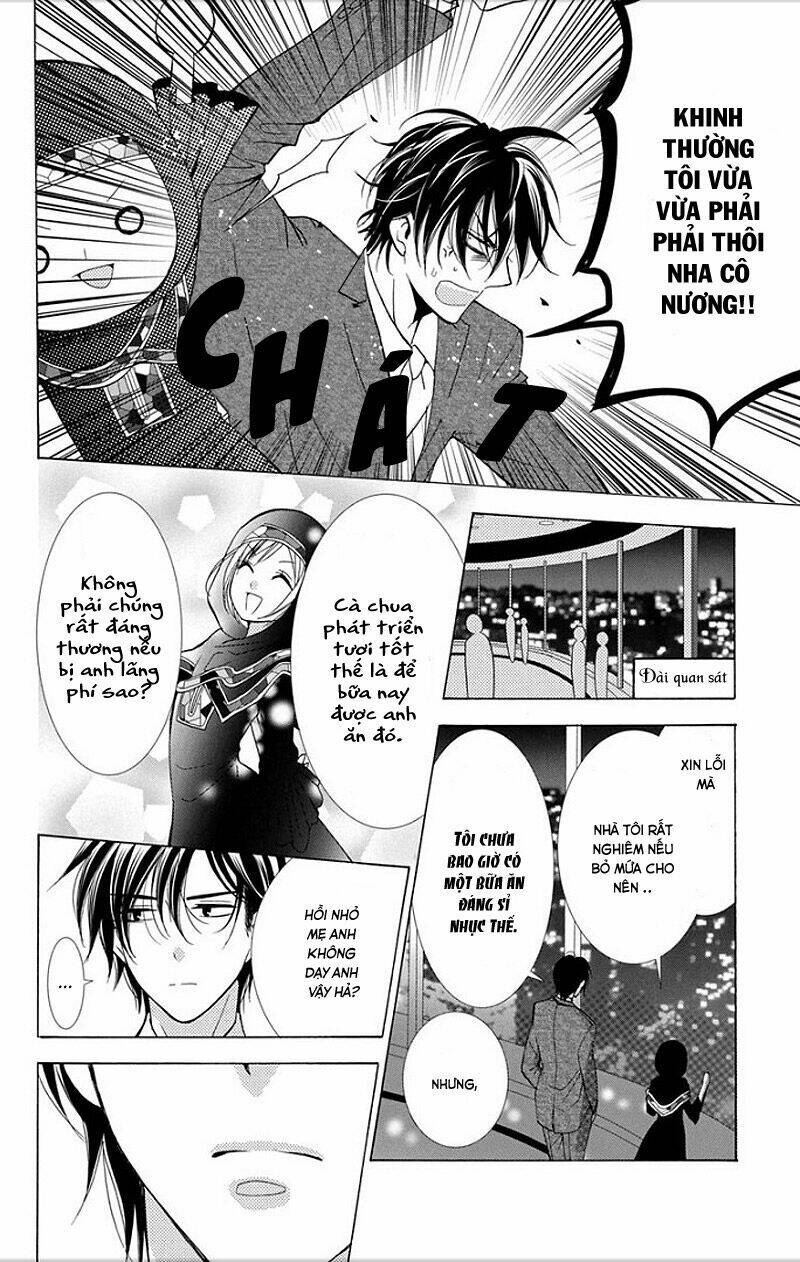 KHINH
THƯỜNG
TÔI VỪA
VỪA PHẢI
PHẢI THÔI
NHA CÔ
NƯƠNG!!
CHÁT
Đài quan sát
XIN LỖI
MÀ
NHÀ TÔI RẤT
NGHIÊM NẾU
BỎ MỨA CHO
NÊN ..
TÔI CHƯA
BAO GIỜ CÓ
MỘT BỮA ĂN
ĐÁNG SỈ
NHỤC THẾ.
NHƯNG,
Cà chua
phát triển
tươi tốt
thế là để
bữa nay
được anh
ăn đó.
Không
phải chúng
rất đáng
thương nếu
bị anh lãng
phí sao?
HỒI NHỎ
MẸ ANH
KHÔNG
DẠY ANH
VẬY HẢ?
...